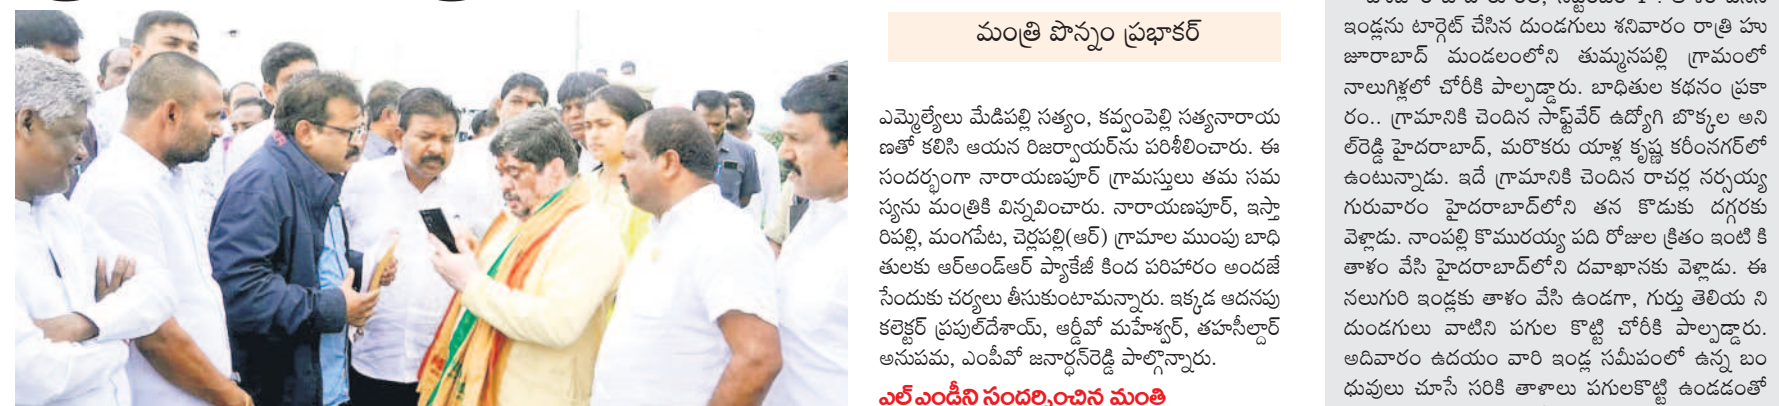 మంత్రి పొన్నం ప్రభాకర్
ఎమ్మెల్యేలు మేడిపల్లి సత్యం, కవ్వంపెల్లి సత్యనారాయ
ణతో కలిసి ఆయన రిజర్వాయర్‌ను పరిశీలించారు. ఈ
సందర్భంగా నారాయణపూర్ గ్రామస్తులు తమ సమ
స్యను మంత్రికి విన్నవించారు. నారాయణపూర్, ఇస్తా
రిపల్లి, మంగపేట, చెర్లపల్లి(ఆర్) గ్రామాల ముంపు బాధి
తులకు ఆర్అండ్ఆర్ ప్యాకేజీ కింద పరిహారం అందజే
సేందుకు చర్యలు తీసుకుంటామన్నారు. ఇక్కడ ఆదనపు
కలెక్టర్ ప్రపుల్‌దేశాయ్, ఆర్డీవో మహేశ్వర్, తహసీల్దార్
అనుపమ, ఎంపీవో జనార్ధన్‌రెడ్డి పాల్గొన్నారు.
ఎల్ఎండీని సందర్శించిన మంత్రి
ఇండ్లను టార్గెట్ చేసిన దుండగులు శనివారం రాత్రి హు
జూరాబాద్ మండలంలోని తుమ్మనపల్లి గ్రామంలో
నాలుగిళ్లలో చోరీకి పాల్పడ్డారు. బాధితుల కథనం ప్రకా
రం.. గ్రామానికి చెందిన సాఫ్ట్‌వేర్ ఉద్యోగి బొక్కల అని
ల్‌రెడ్డి హైదరాబాద్, మరొకరు యాళ్ల కృష్ణ కరీంనగర్‌లో
ఉంటున్నాడు. ఇదే గ్రామానికి చెందిన రాచర్ల నర్సయ్య
గురువారం హైదరాబాద్‌లోని తన కొడుకు దగ్గరకు
వెళ్లాడు. నాంపల్లి కొమురయ్య పది రోజుల క్రితం ఇంటి కి
తాళం వేసి హైదరాబాద్‌లోని దవాఖానకు వెళ్లాడు. ఈ
నలుగురి ఇండ్లకు తాళం వేసి ఉండగా, గుర్తు తెలియ ని
దుండగులు వాటిని పగుల కొట్టి చోరీకి పాల్పడ్డారు.
అదివారం ఉదయం వారి ఇండ్ల సమీపంలో ఉన్న బం
ధువులు చూసే సరికి తాళాలు పగులకొట్టి ఉండడంతో